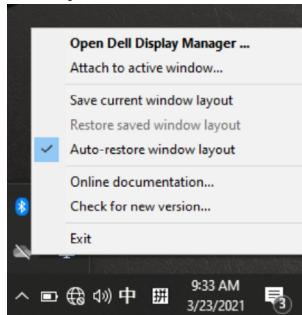 Open Dell Display Manager ...
Attach to active window...
Save current window layout
Restore saved window layout
Auto-restore window layout
Online documentation...
Check for new version...
Exit
中 拼 9:33 AM
3/23/2021
3